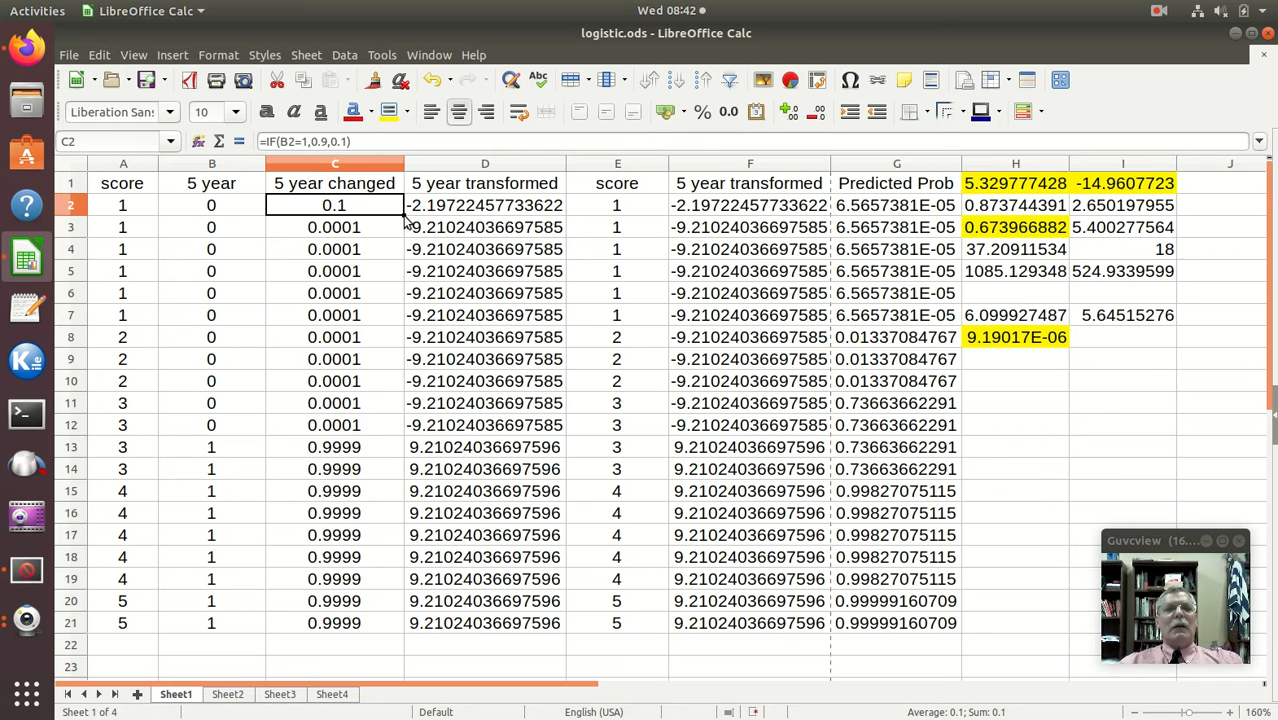 Activities LibreOffice Calc Wed 08:42
logistic.ods - LibreOffice Calc
File Edit View Insert Format Styles Sheet Data Tools Window Help
Liberation Sans 10
C2 =IF(B2=1,0.9,0.1)
A B C D E F G H I J
1 score 5 year 5 year changed 5 year transformed score 5 year transformed Predicted Prob 5.329777428 -14.9607723
2 1 0 0.1 -2.19722457733622 1 -2.19722457733622 6.5657381E-05 0.873744391 2.650197955
3 1 0 0.0001 -9.21024036697585 1 -9.21024036697585 6.5657381E-05 0.673966882 5.400277564
4 1 0 0.0001 -9.21024036697585 1 -9.21024036697585 6.5657381E-05 37.20911534 18
5 1 0 0.0001 -9.21024036697585 1 -9.21024036697585 6.5657381E-05 1085.129348 524.9339599
6 1 0 0.0001 -9.21024036697585 1 -9.21024036697585 6.5657381E-05
7 1 0 0.0001 -9.21024036697585 1 -9.21024036697585 6.5657381E-05 6.099927487 5.64515276
8 2 0 0.0001 -9.21024036697585 2 -9.21024036697585 0.01337084767 9.19017E-06
9 2 0 0.0001 -9.21024036697585 2 -9.21024036697585 0.01337084767
10 2 0 0.0001 -9.21024036697585 2 -9.21024036697585 0.01337084767
11 3 0 0.0001 -9.21024036697585 3 -9.21024036697585 0.73663662291
12 3 0 0.0001 -9.21024036697585 3 -9.21024036697585 0.73663662291
13 3 1 0.9999 9.21024036697596 3 9.21024036697596 0.73663662291
14 3 1 0.9999 9.21024036697596 3 9.21024036697596 0.73663662291
15 4 1 0.9999 9.21024036697596 4 9.21024036697596 0.99827075115
16 4 1 0.9999 9.21024036697596 4 9.21024036697596 0.99827075115
17 4 1 0.9999 9.21024036697596 4 9.21024036697596 0.99827075115
18 4 1 0.9999 9.21024036697596 4 9.21024036697596 0.99827075115
19 4 1 0.9999 9.21024036697596 4 9.21024036697596 0.99827075115
20 5 1 0.9999 9.21024036697596 5 9.21024036697596 0.99999160709
21 5 1 0.9999 9.21024036697596 5 9.21024036697596 0.99999160709
22
23
Guvcview (16....
Sheet1 Sheet2 Sheet3 Sheet4
Sheet 1 of 4 Default English (USA) Average: 0.1; Sum: 0.1 160%